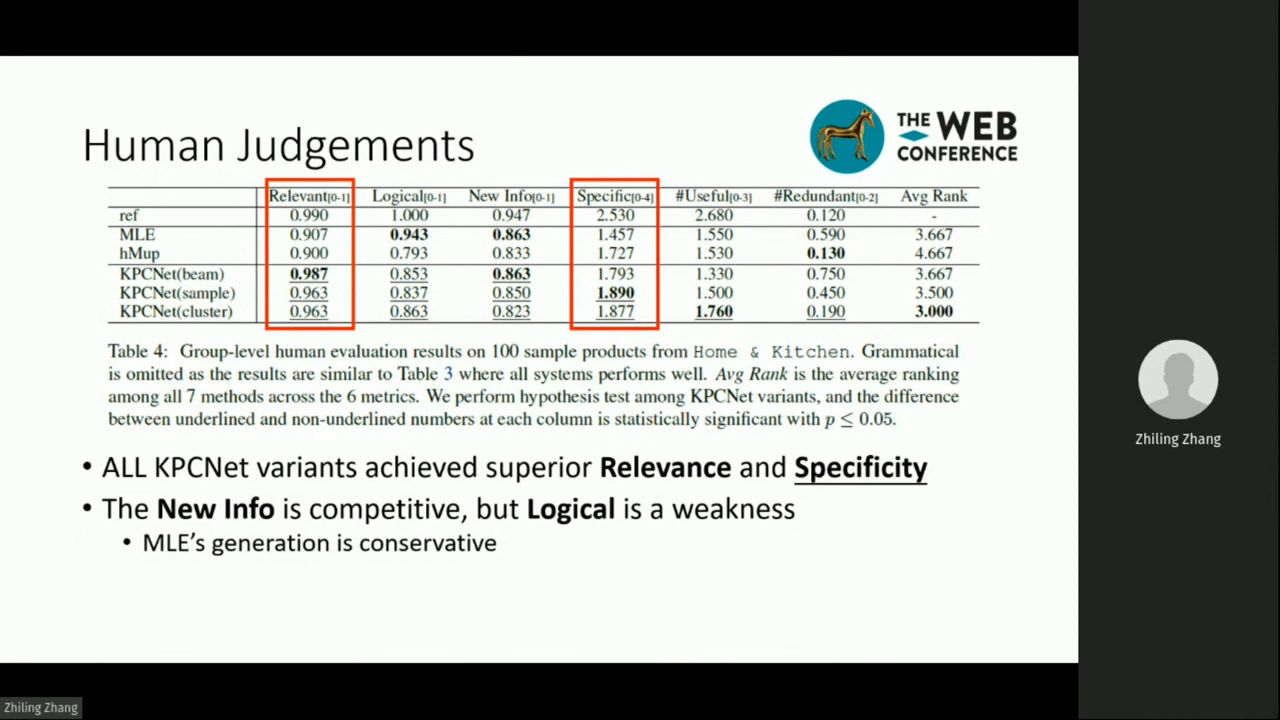 Human Judgements
THE WEB
CONFERENCE
Relevant[0-1] Logical[0-1] New Info[0-1] Specific[0-4] #Useful[0-3] #Redundant[0-2] Avg Rank
ref 0.990 1.000 0.947 2.530 2.680 0.120 -
MLE 0.907 0.943 0.863 1.457 1.550 0.590 3.667
hMup 0.900 0.793 0.833 1.727 1.530 0.130 4.667
KPCNet(beam) 0.987 0.853 0.863 1.793 1.330 0.750 3.667
KPCNet(sample) 0.963 0.837 0.850 1.890 1.500 0.450 3.500
KPCNet(cluster) 0.963 0.863 0.823 1.877 1.760 0.190 3.000
Table 4: Group-level human evaluation results on 100 sample products from Home & Kitchen. Grammatical
is omitted as the results are similar to Table 3 where all systems performs well. Avg Rank is the average ranking
among all 7 methods across the 6 metrics. We perform hypothesis test among KPCNet variants, and the difference
between underlined and non-underlined numbers at each column is statistically significant with p ≤ 0.05.
• ALL KPCNet variants achieved superior Relevance and Specificity
• The New Info is competitive, but Logical is a weakness
• MLE's generation is conservative
Zhiling Zhang
Zhiling Zhang